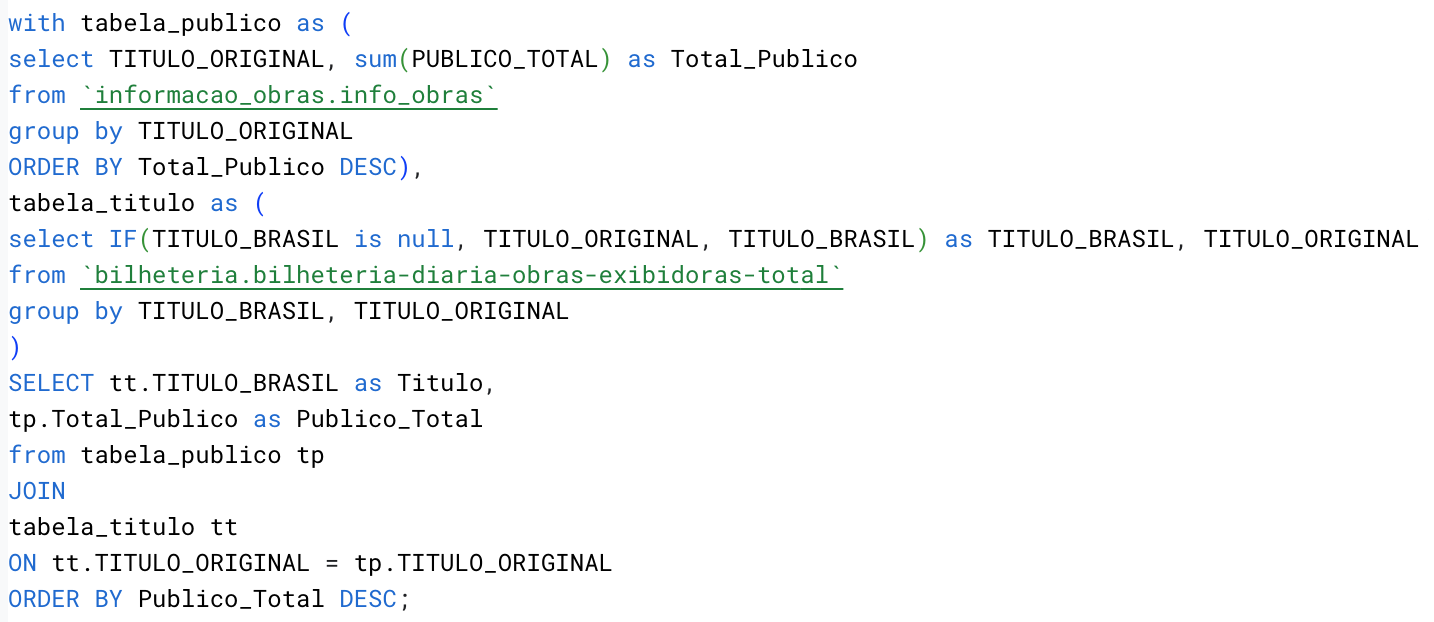 with tabela_publico as (
select TITULO_ORIGINAL, sum(PUBLICO_TOTAL) as Total_Publico
from `informacao_obras.info_obras`
group by TITULO_ORIGINAL
ORDER BY Total_Publico DESC),
tabela_titulo as (
select IF(TITULO_BRASIL is null, TITULO_ORIGINAL, TITULO_BRASIL) as TITULO_BRASIL, TITULO_ORIGINAL
from `bilheteria.bilheteria-diaria-obras-exibidoras-total`
group by TITULO_BRASIL, TITULO_ORIGINAL
)
SELECT tt.TITULO_BRASIL as Titulo,
tp.Total_Publico as Publico_Total
from tabela_publico tp
JOIN
tabela_titulo tt
ON tt.TITULO_ORIGINAL = tp.TITULO_ORIGINAL
ORDER BY Publico_Total DESC;